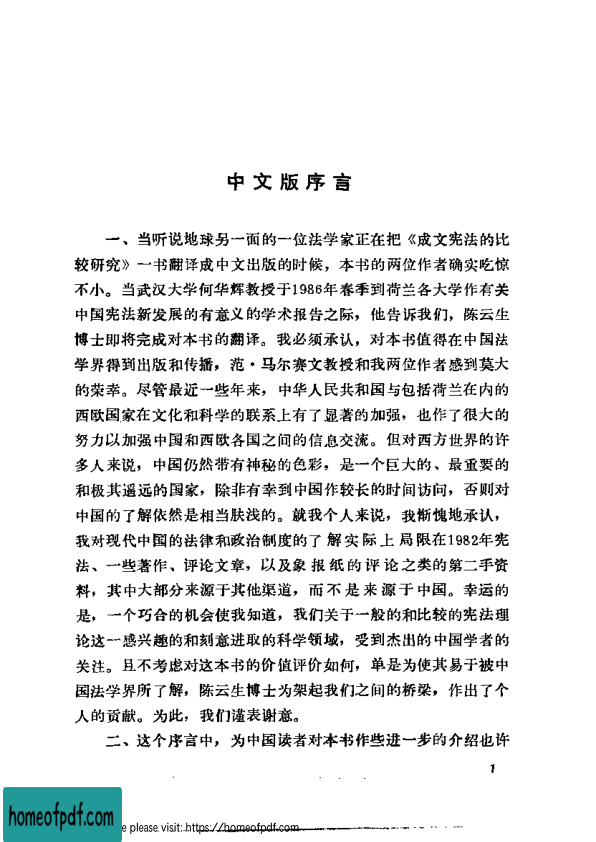 中文版序言
一、当听说地球另一面的一位法学家正在把《成文宪法的比
较研究》一书翻译成中文出版的时候，本书的两位作者确实吃惊
不小。当武汉大学何华辉教授于1986年春季到荷兰各大学作有关
中国宪法新发展的有意义的学术报告之际，他告诉我们，陈云生
博士即将完成对本书的翻译。我必须承认，对本书值得在中国法
学界得到出版和传播，范·马尔赛文教授和我两位作者感到莫大
的荣幸。尽管最近一些年来，中华人民共和国与包括荷兰在内的
西欧国家在文化和科学的联系上有了显著的加强，也作了很大的
努力以加强中国和西欧各国之间的信息交流。但对西方世界的许
多人来说，中国仍然带有神秘的色彩，是一个巨大的、最重要的
和极其遥远的国家，除非有幸到中国作较长的时间访问，否则对
中国的了解依然是相当肤浅的。就我个人来说，我惭愧地承认，
我对现代中国的法律和政治制度的了解实际上局限在1982年宪
法、一些著作、评论文章，以及象报纸的评论之类的第二手资
料，其中大部分来源于其他渠道，而不是来源于中国。幸运的
是，一个巧合的机会使我知道，我们关于一般的和比较的宪法理
论这一感兴趣的和刻意进取的科学领域，受到杰出的中国学者的
关注。且不考虑对这本书的价值评价如何，单是为使其易于被中
国法学界所了解，陈云生博士为架起我们之间的桥梁，作出了个
人的贡献。为此，我们谨表谢意。
二、这个序言中，为中国读者对本书作些进一步的介绍也许
1
homeofpdf.com
e please visit: https://homeofpdf.com